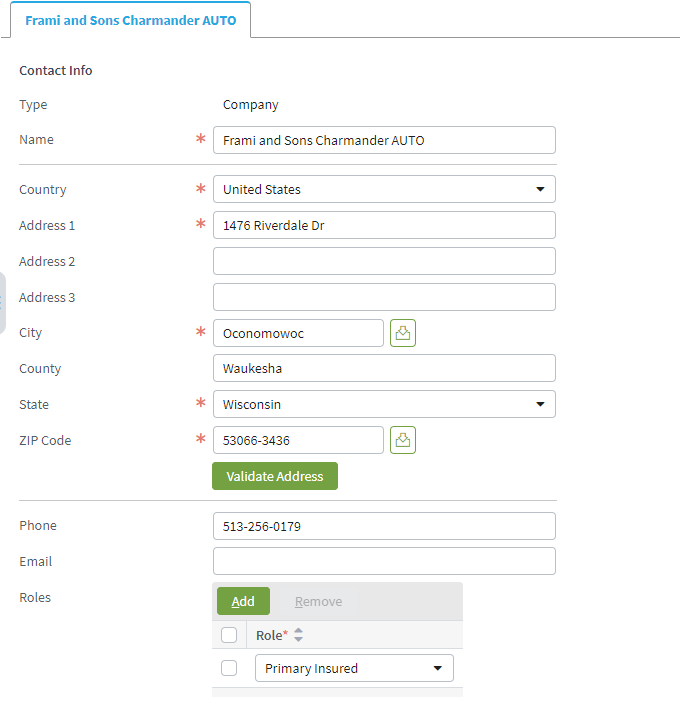 Frami and Sons Charmander AUTO
Contact Info
Type Company
Name * Frami and Sons Charmander AUTO
Country * United States
Address 1 * 1476 Riverdale Dr
Address 2
Address 3
City * Oconomowoc
County Waukesha
State * Wisconsin
ZIP Code * 53066-3436
Validate Address
Phone 513-256-0179
Email
Roles Add Remove
Role*
Primary Insured